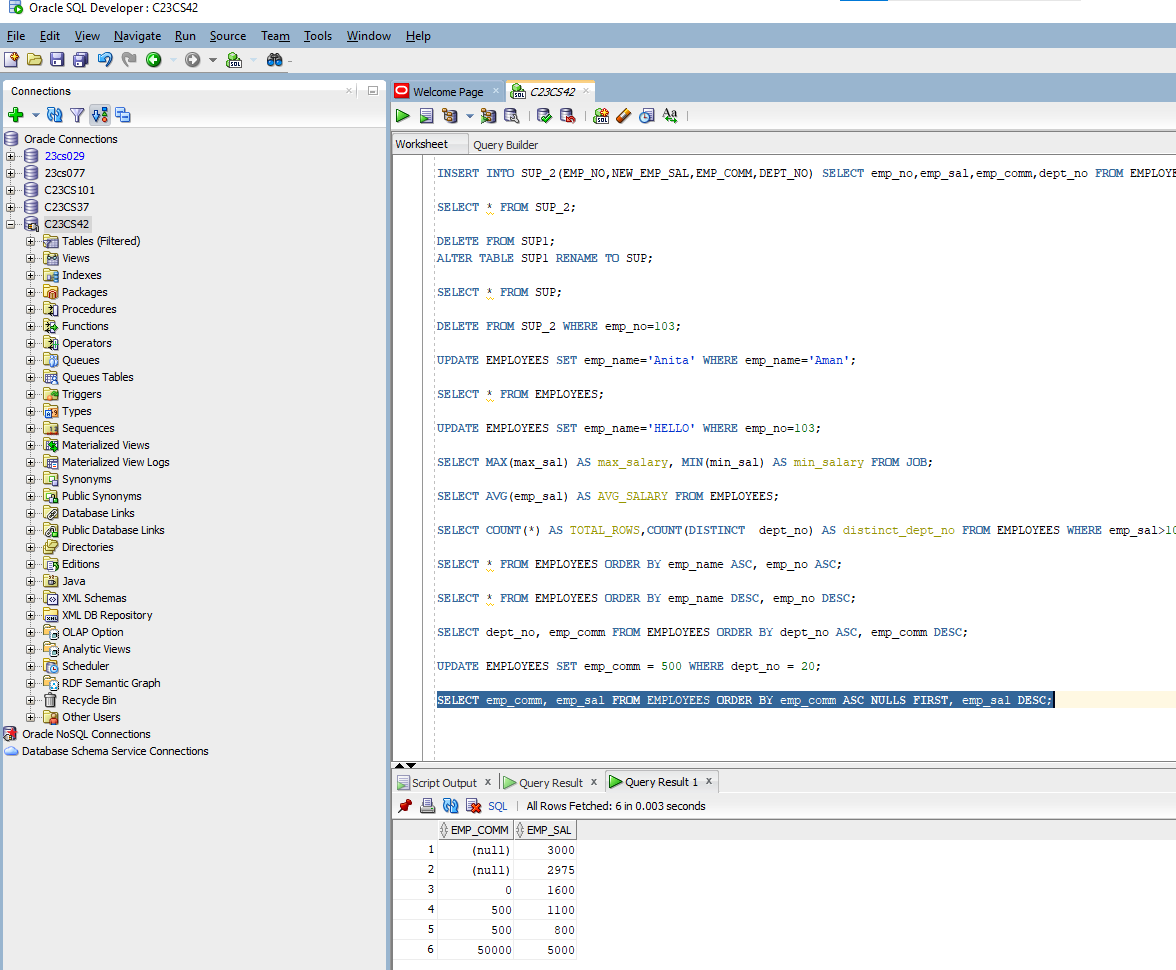 Oracle SQL Developer : C23CS42
File Edit View Navigate Run Source Team Tools Window Help
Connections
Oracle Connections
23cs029
23cs077
C23CS101
C23CS37
C23CS42
Tables (Filtered)
Views
Indexes
Packages
Procedures
Functions
Operators
Queues
Queues Tables
Triggers
Types
Sequences
Materialized Views
Materialized View Logs
Synonyms
Public Synonyms
Database Links
Public Database Links
Directories
Editions
Java
XML Schemas
XML DB Repository
OLAP Option
Analytic Views
Scheduler
RDF Semantic Graph
Recycle Bin
Other Users
Oracle NoSQL Connections
Database Schema Service Connections
Welcome Page C23CS42
Worksheet Query Builder
INSERT INTO SUP_2(EMP_NO,NEW_EMP_SAL,EMP_COMM,DEPT_NO) SELECT emp_no,emp_sal,emp_comm,dept_no FROM EMPLOYE
SELECT * FROM SUP_2;
DELETE FROM SUP1;
ALTER TABLE SUP1 RENAME TO SUP;
SELECT * FROM SUP;
DELETE FROM SUP_2 WHERE emp_no=103;
UPDATE EMPLOYEES SET emp_name='Anita' WHERE emp_name='Aman';
SELECT * FROM EMPLOYEES;
UPDATE EMPLOYEES SET emp_name='HELLO' WHERE emp_no=103;
SELECT MAX(max_sal) AS max_salary, MIN(min_sal) AS min_salary FROM JOB;
SELECT AVG(emp_sal) AS AVG_SALARY FROM EMPLOYEES;
SELECT COUNT(*) AS TOTAL_ROWS,COUNT(DISTINCT  dept_no) AS distinct_dept_no FROM EMPLOYEES WHERE emp_sal>10
SELECT * FROM EMPLOYEES ORDER BY emp_name ASC, emp_no ASC;
SELECT * FROM EMPLOYEES ORDER BY emp_name DESC, emp_no DESC;
SELECT dept_no, emp_comm FROM EMPLOYEES ORDER BY dept_no ASC, emp_comm DESC;
UPDATE EMPLOYEES SET emp_comm = 500 WHERE dept_no = 20;
SELECT emp_comm, emp_sal FROM EMPLOYEES ORDER BY emp_comm ASC NULLS FIRST, emp_sal DESC;
Script Output Query Result Query Result 1
SQL All Rows Fetched: 6 in 0.003 seconds
EMP_COMM EMP_SAL
1 (null) 3000
2 (null) 2975
3 0 1600
4 500 1100
5 500 800
6 50000 5000